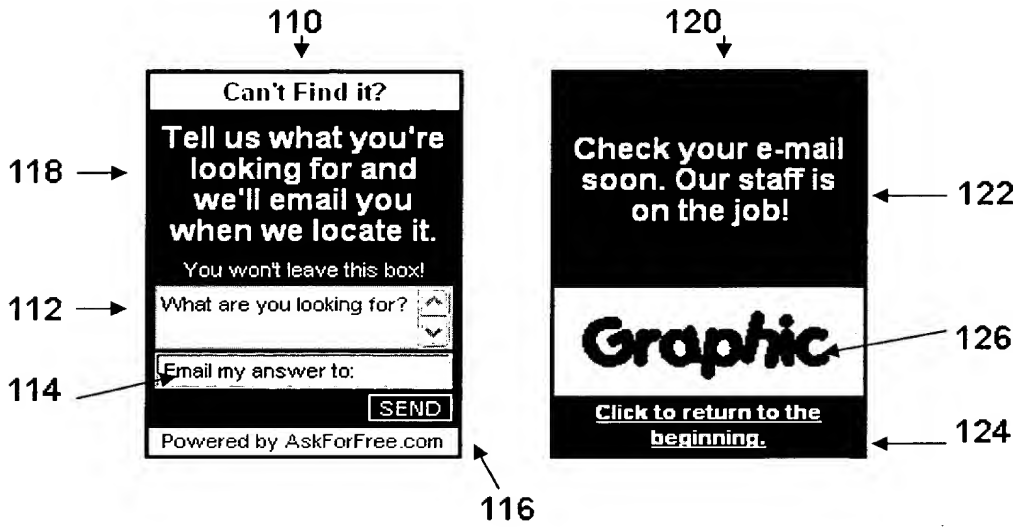 110
120
Can't Find it?
Tell us what you're
looking for and
we'll email you
when we locate it.
You won't leave this box!
What are you looking for?
Email my answer to:
SEND
Powered by AskForFree.com
118
112
114
116
Check your e-mail
soon. Our staff is
on the job!
Graphic
Click to return to the
beginning.
122
126
124